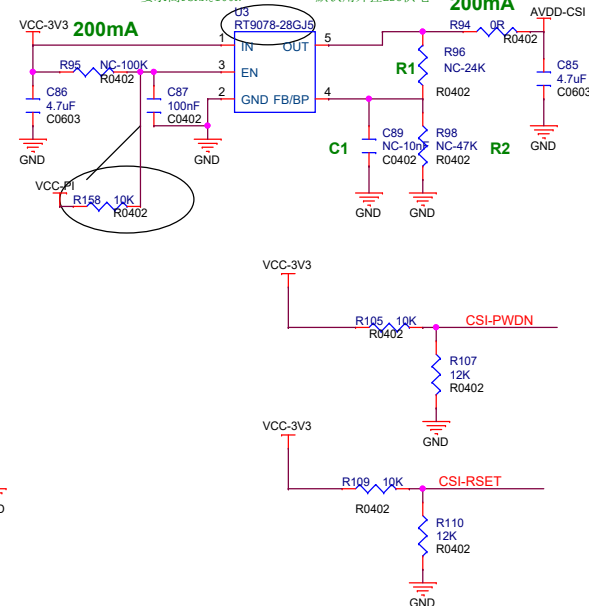 U3
RT9078-28GJ5
VCC-3V3
200mA
200mA
AVDD-CSI
1
IN
OUT
5
R94
0R
R0402
R95
NC-100K
R0402
3
EN
R1
R96
NC-24K
R0402
C85
4.7uF
C0603
C86
4.7uF
C0603
C87
100nF
C0402
2
GND
FB/BP
4
C1
C89
NC-10nF
C0402
R98
NC-47K
R0402
R2
GND
GND
GND
GND
GND
VCC-PI
R158
10K
R0402
VCC-3V3
R105
10K
R0402
CSI-PWDN
R107
12K
R0402
GND
VCC-3V3
R109
10K
R0402
CSI-RSET
R110
12K
R0402
GND